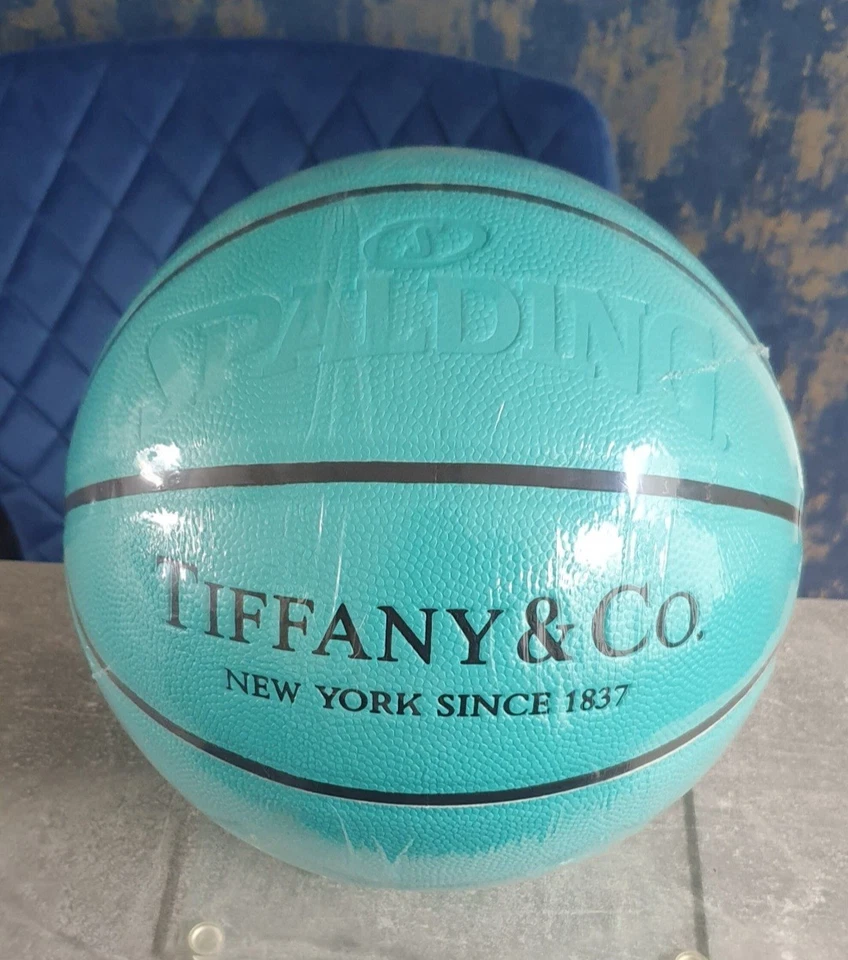 SPALDING
TIFFANY & CO.
NEW YORK SINCE 1837